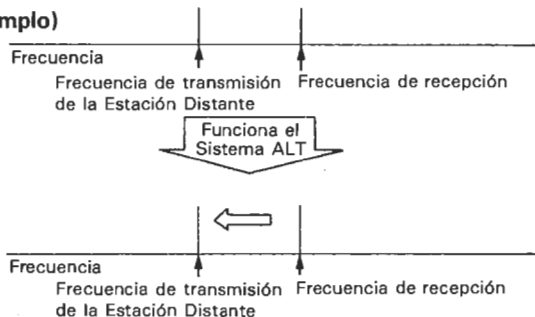 mplo)
Frecuencia
Frecuencia de transmisión Frecuencia de recepción
de la Estación Distante
Funciona el
Sistema ALT
Frecuencia
Frecuencia de transmisión Frecuencia de recepción
de la Estación Distante